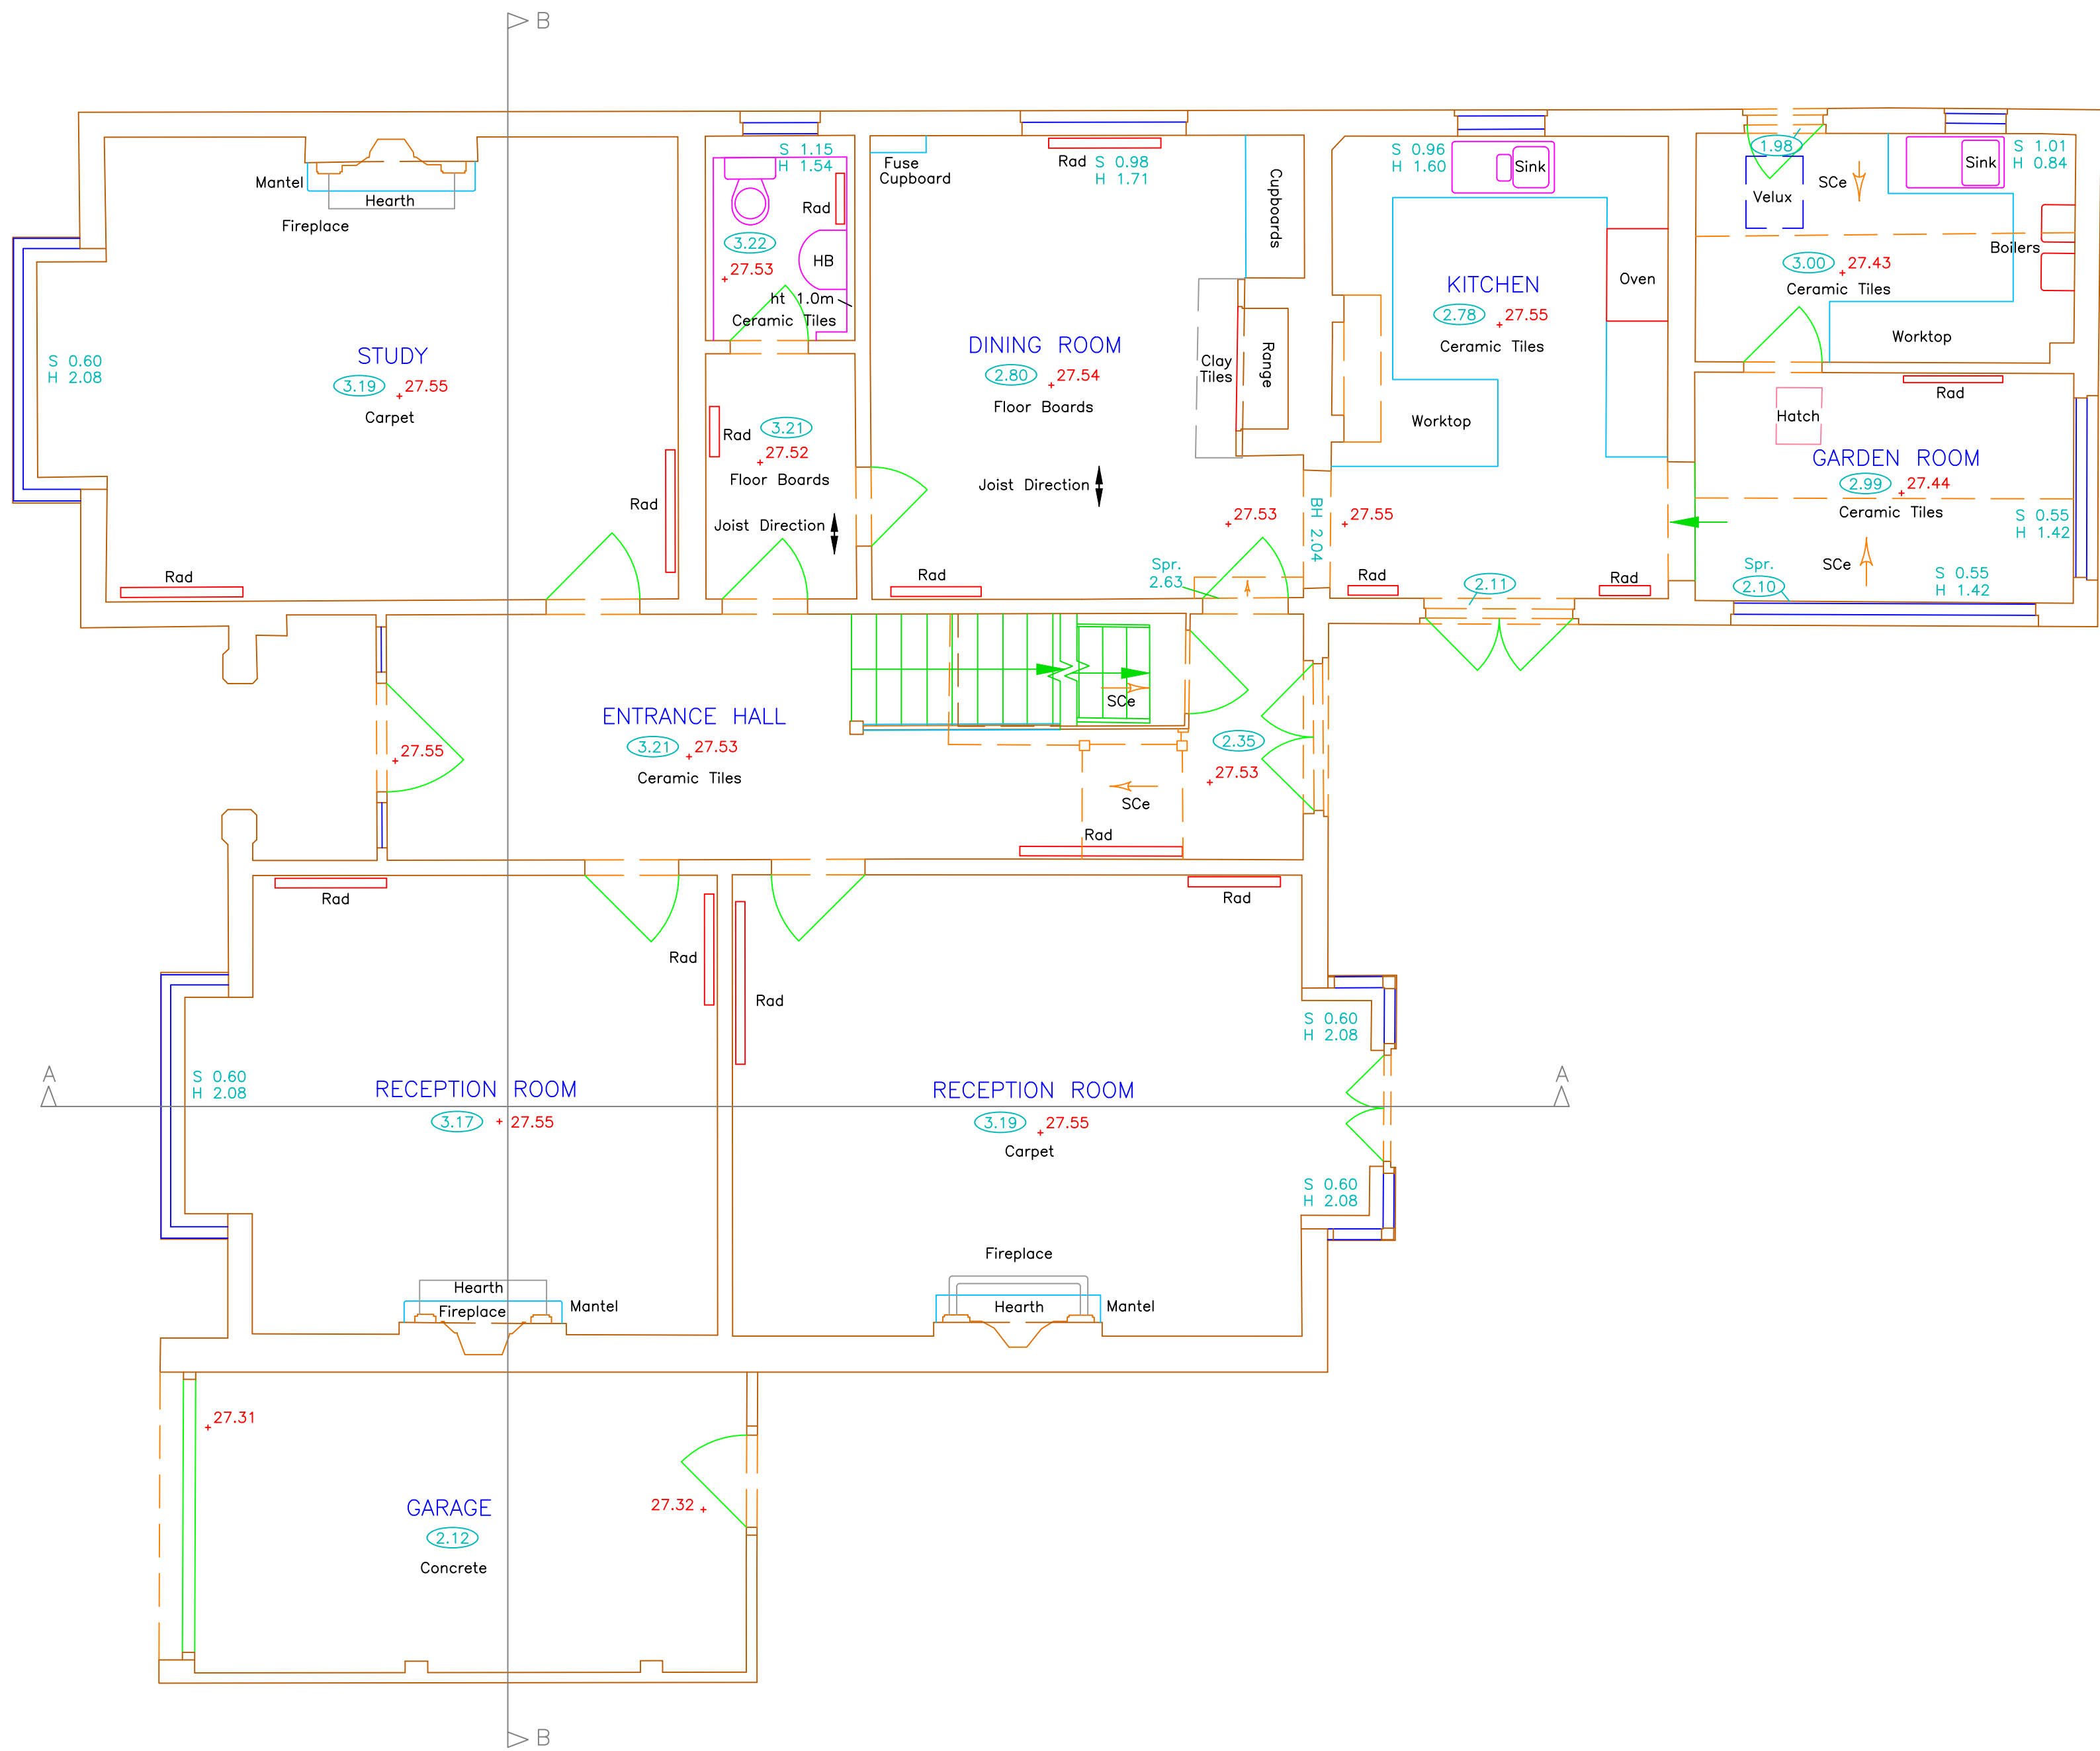 B
Mantel
Hearth
Fireplace
STUDY
3.19
27.55
Carpet
S 0.60
H 2.08
Rad
Rad
S 1.15
H 1.54
Rad
3.22
27.53
HB
ht 1.0m
Ceramic Tiles
Rad
3.21
27.52
Floor Boards
Joist Direction
Fuse
Cupboard
Rad
S 0.98
H 1.71
Cupboards
DINING ROOM
2.80
27.54
Floor Boards
Clay
Tiles
Range
Joist Direction
27.53
Rad
Spr.
2.63
BH 2.04
S 0.96
H 1.60
Sink
KITCHEN
2.78
27.55
Ceramic Tiles
Oven
Worktop
27.55
Rad
2.11
Rad
1.98
Velux
SCe
Sink
S 1.01
H 0.84
Boilers
3.00
27.43
Ceramic Tiles
Worktop
Rad
Hatch
GARDEN ROOM
2.99
27.44
Ceramic Tiles
S 0.55
H 1.42
SCe
Spr.
2.10
S 0.55
H 1.42
27.55
ENTRANCE HALL
3.21
27.53
Ceramic Tiles
SCe
2.35
27.53
SCe
Rad
Rad
Rad
S 0.60
H 2.08
RECEPTION ROOM
3.17
27.55
Hearth
Fireplace
Mantel
Rad
Rad
S 0.60
H 2.08
RECEPTION ROOM
3.19
27.55
Carpet
S 0.60
H 2.08
Fireplace
Hearth
Mantel
A
A
27.31
GARAGE
2.12
Concrete
27.32
B